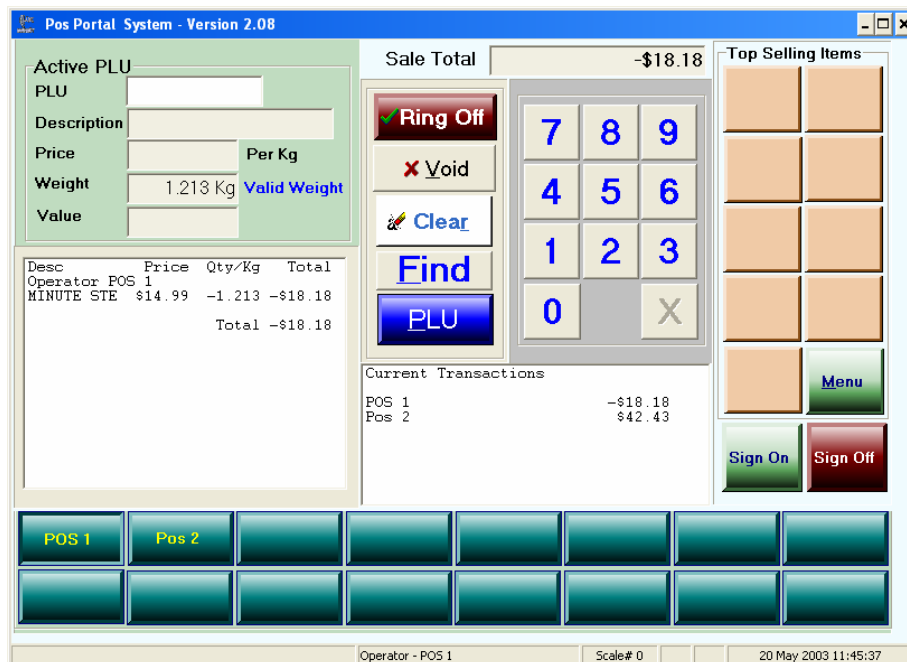 Pos Portal System - Version 2.08
Active PLU
PLU
Description
Price Per Kg
Weight 1.213 Kg Valid Weight
Value
Sale Total -$18.18
Ring Off
Void
Clear
Find
PLU
7 8 9
4 5 6
1 2 3
0 X
Top Selling Items
Menu
Sign On Sign Off
Desc Price Qty/Kg Total
Operator POS 1
MINUTE STE $14.99 -1.213 -$18.18
Total -$18.18
Current Transactions
POS 1 -$18.18
Pos 2 $42.43
POS 1 Pos 2
Operator - POS 1 Scale# 0 20 May 2003 11:45:37